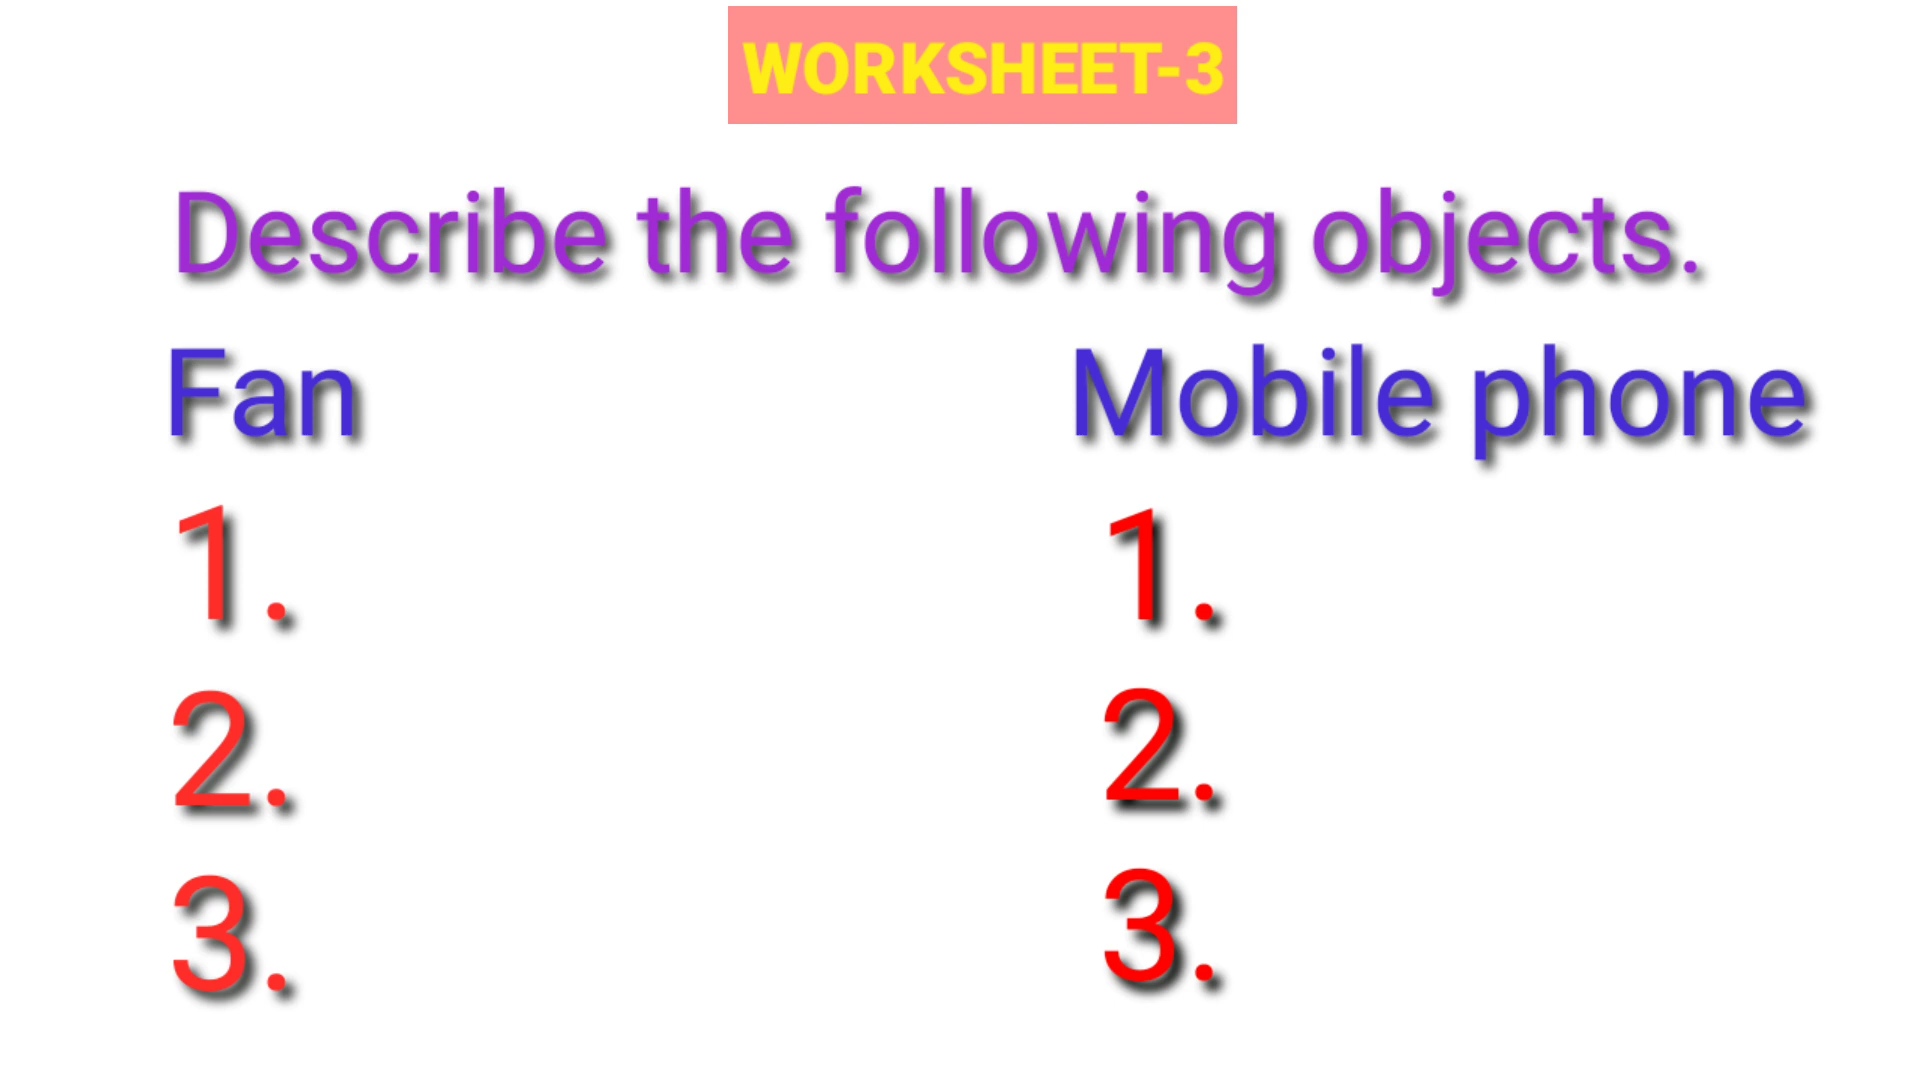 WORKSHEET-3
Describe the following objects.
Fan Mobile phone
1. 1.
2. 2.
3. 3.